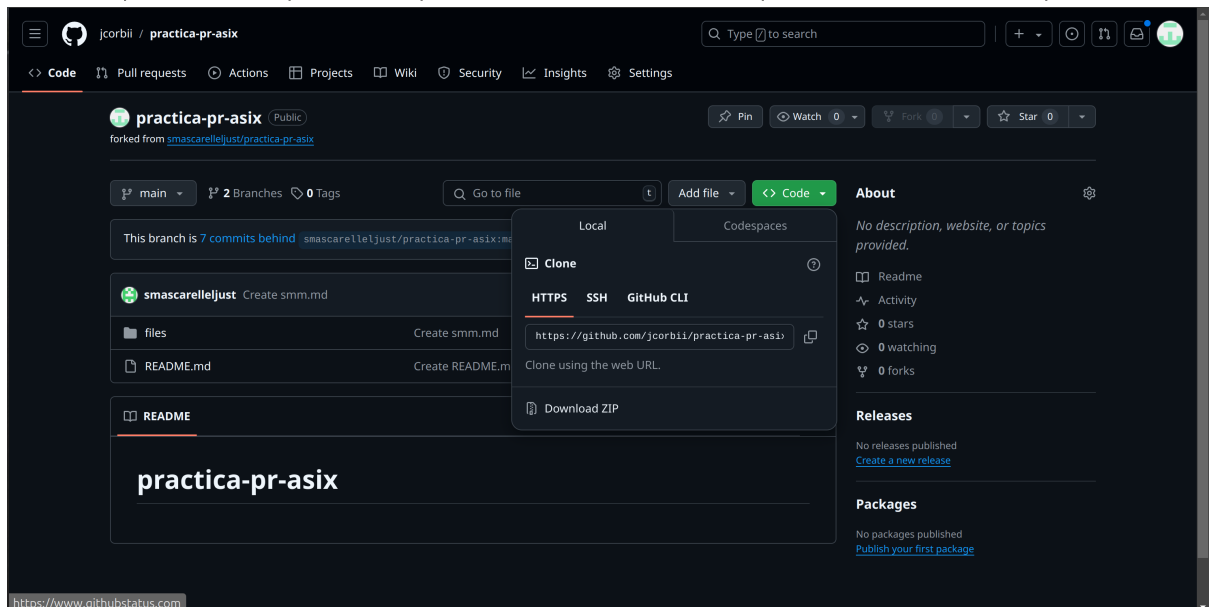 jcorbii / practica-pr-asix
Type / to search
Code Pull requests Actions Projects Wiki Security Insights Settings
practica-pr-asix Public
Pin Watch 0 Fork 0 Star 0
forked from smascarelleljust/practica-pr-asix
main 2 Branches 0 Tags Go to file t Add file <> Code
This branch is 7 commits behind smascarelleljust/practica-pr-asix:
smascarelleljust Create smm.md
files Create smm.md
README.md Create README.m
README
practica-pr-asix
Local Codespaces
Clone
HTTPS SSH GitHub CLI
https://github.com/jcorbii/practica-pr-asi
Clone using the web URL.
Download ZIP
About
No description, website, or topics
provided.
Readme
Activity
0 stars
0 watching
0 forks
Releases
No releases published
Create a new release
Packages
No packages published
Publish your first package
https://www.githubstatus.com